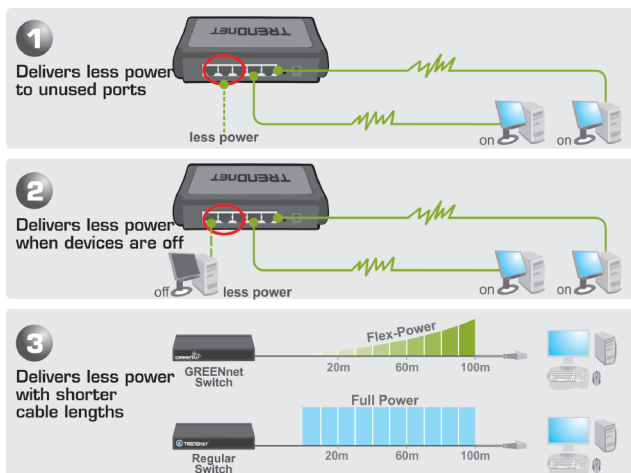 1
TRENDnet
Delivers less power
to unused ports
less power
on
on
2
TRENDnet
Delivers less power
when devices are off
off
less power
on
on
3
Delivers less power
with shorter
cable lengths
GREENnet
GREENnet
Switch
Flex-Power
20m 60m 100m
TRENDnet
Regular
Switch
Full Power
20m 60m 100m